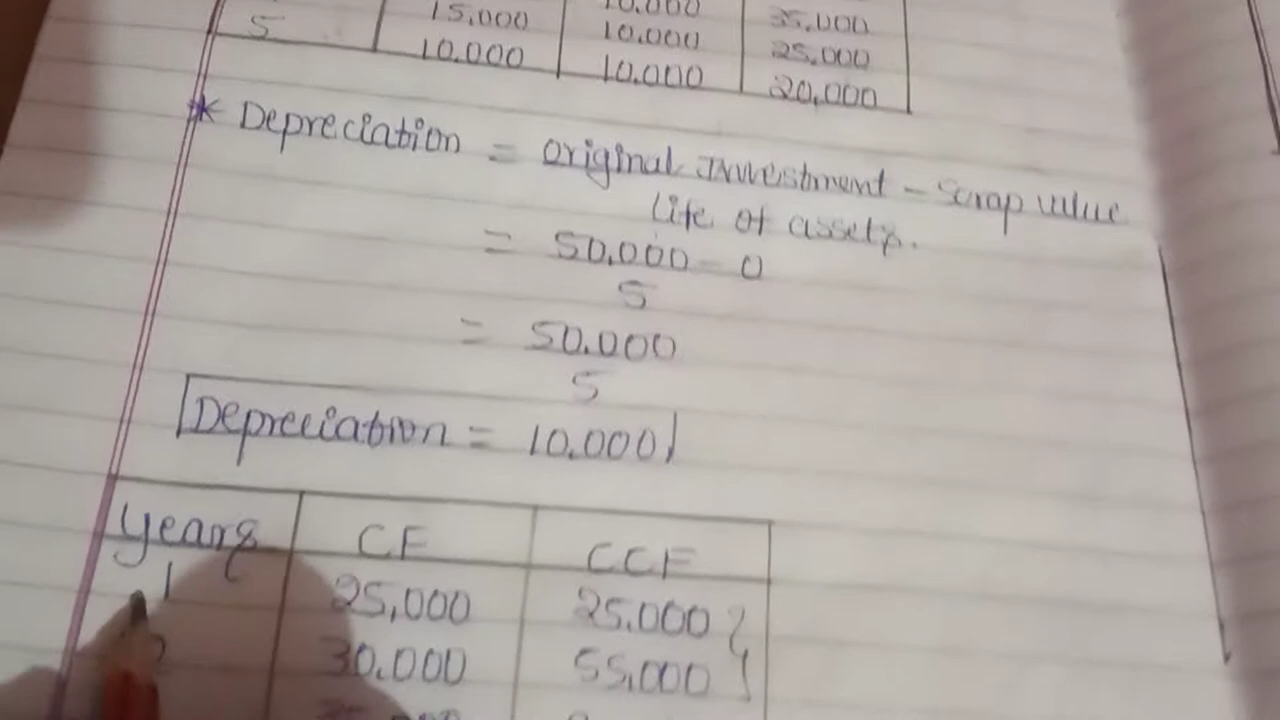 15,000 10.000 35,000
5 10.000 10.000 25,000
10.000 20,000
* Depreciation = original Investment - Scrap value
life of assets.
= 50,000 - 0
5
= 50.000
5
Depreciation = 10.000
years CF CCF
1 25,000 25.000
30.000 55,000